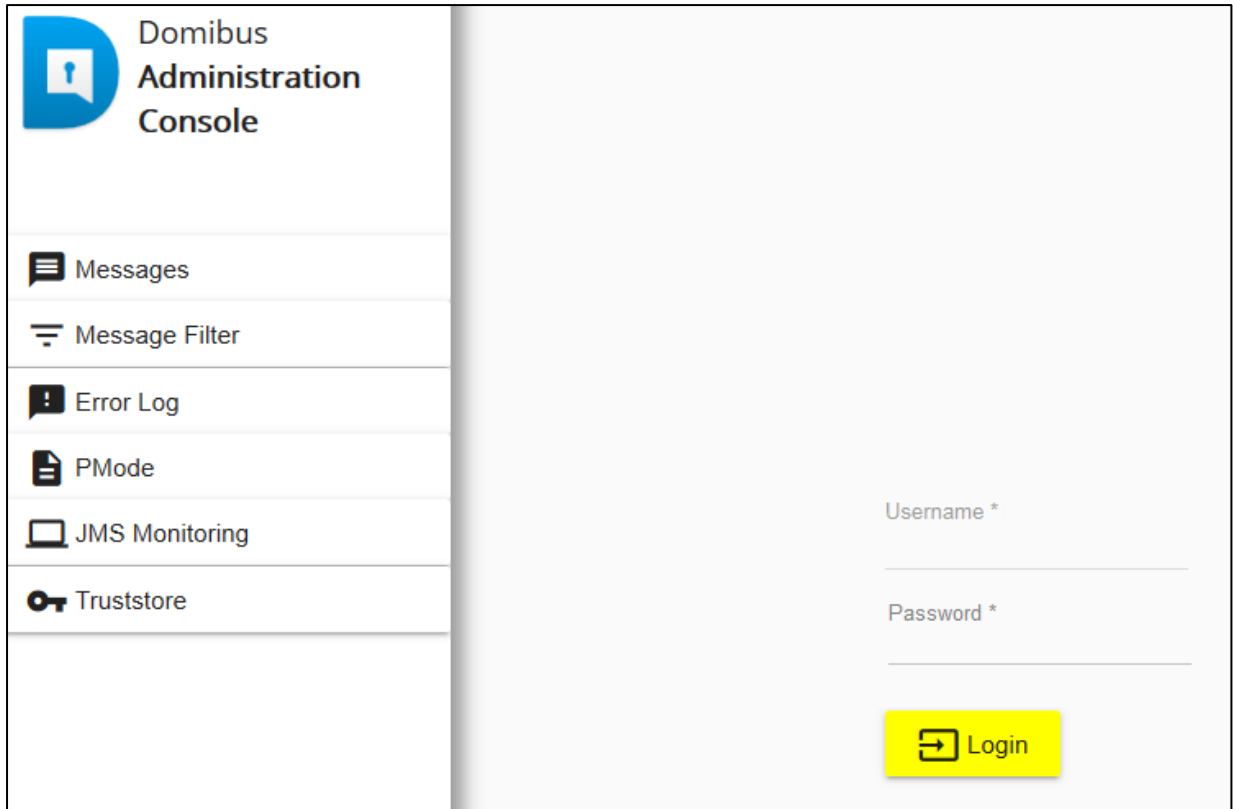 Domibus
Administration
Console
Messages
Message Filter
Error Log
PMode
JMS Monitoring
Truststore
Username *
Password *
Login